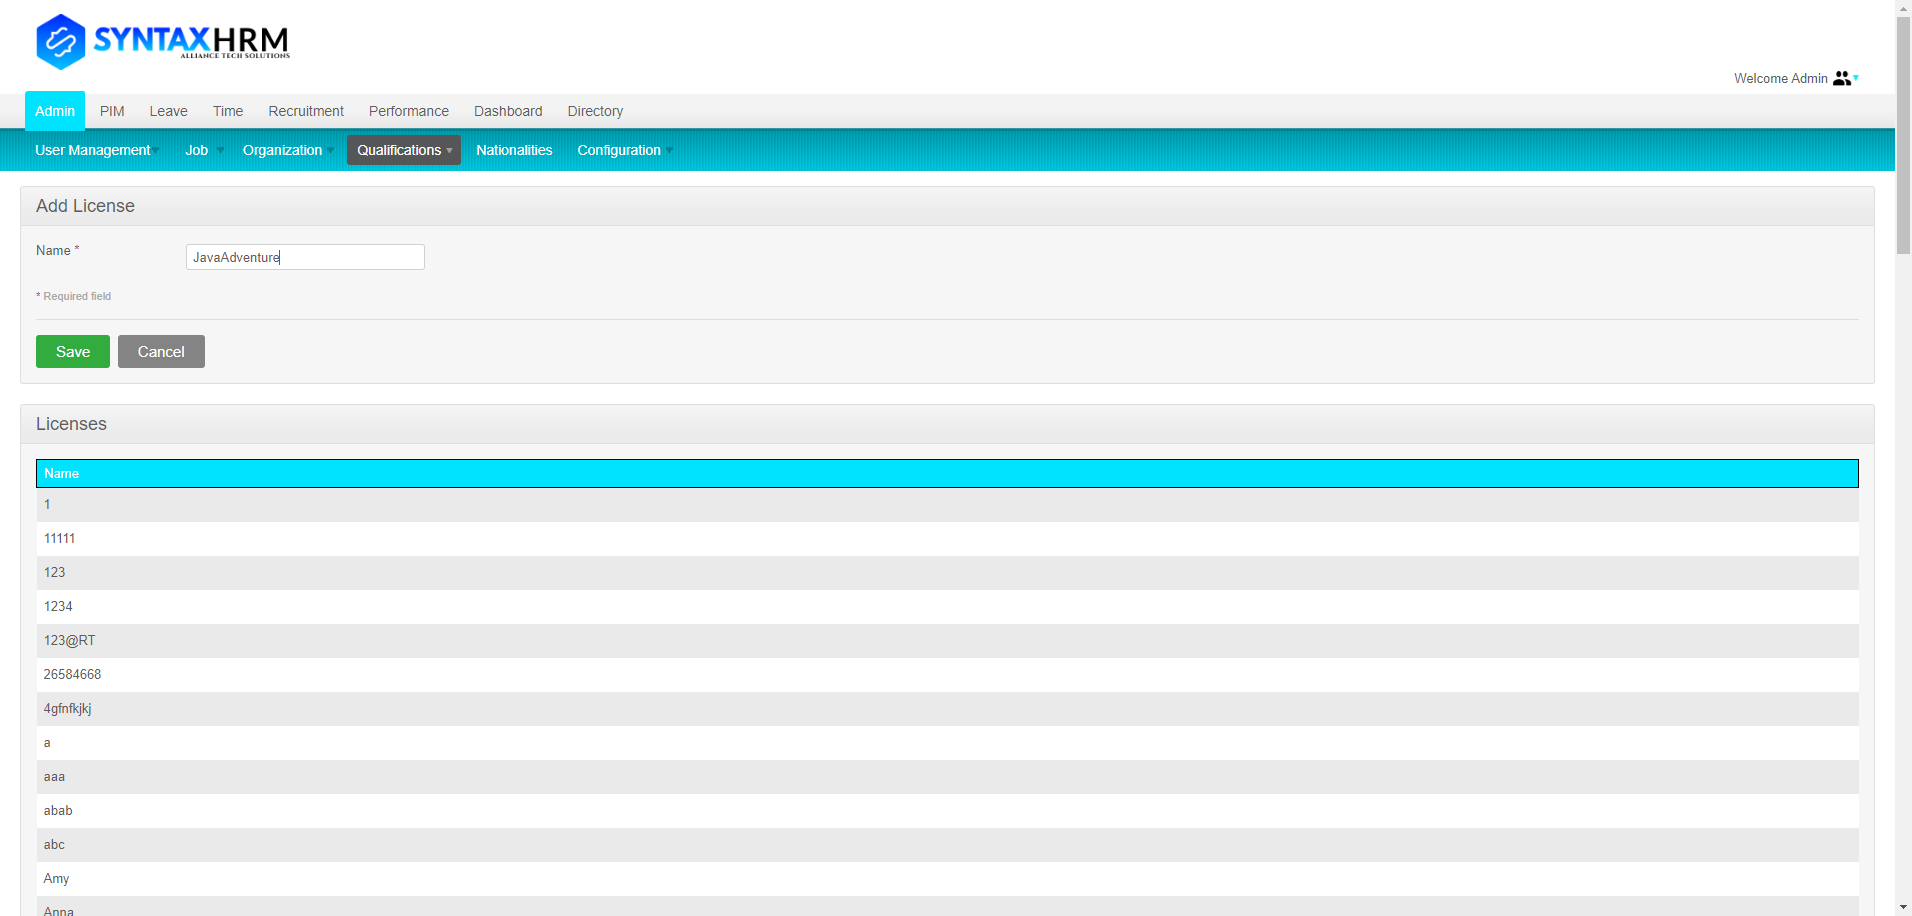 SYNTAXHRM
ALLIANCE TECH SOLUTIONS
Welcome Admin
Admin PIM Leave Time Recruitment Performance Dashboard Directory
User Management Job Organization Qualifications Nationalities Configuration
Add License
Name *
JavaAdventure
* Required field
Save Cancel
Licenses
Name
1
11111
123
1234
123@RT
26584668
4gfnfkjkj
a
aaa
abab
abc
Amy
Anna